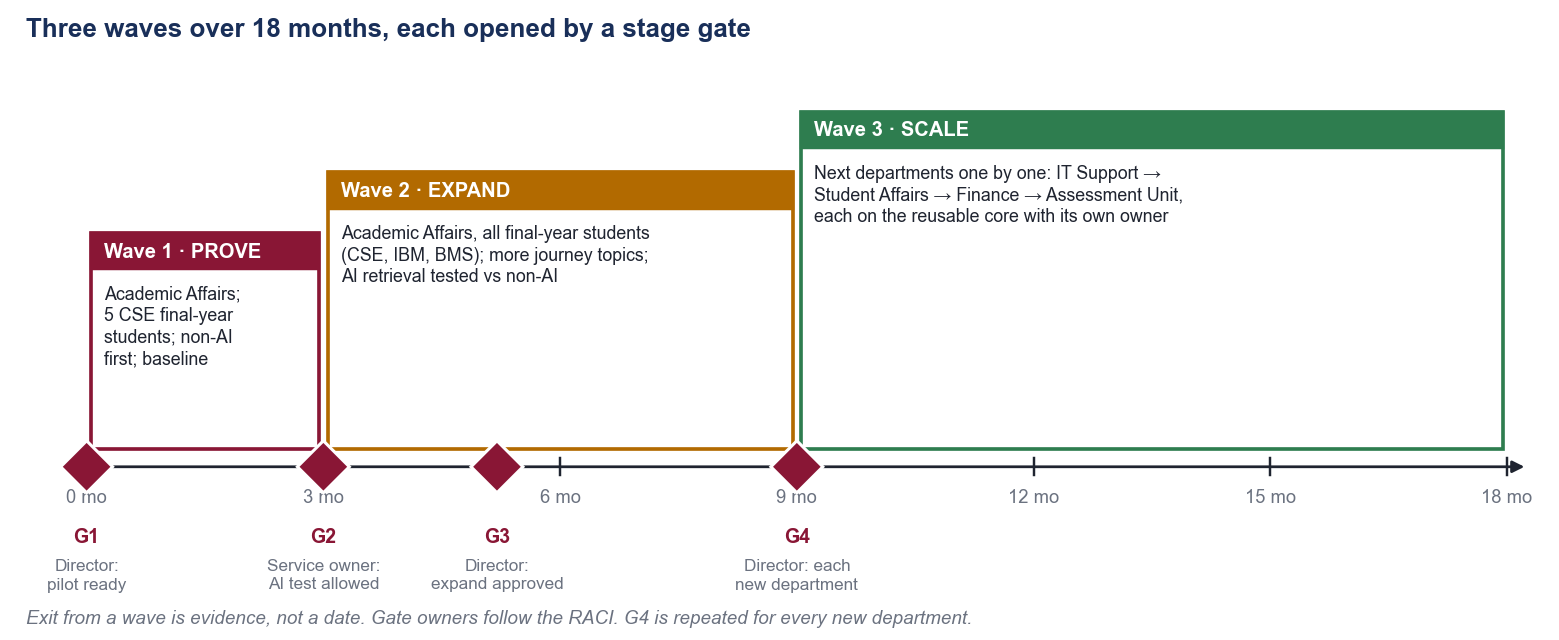 Three waves over 18 months, each opened by a stage gate
Wave 3 · SCALE
Next departments one by one: IT Support →
Student Affairs → Finance → Assessment Unit,
each on the reusable core with its own owner
Wave 2 · EXPAND
Academic Affairs, all final-year students
(CSE, IBM, BMS); more journey topics;
AI retrieval tested vs non-AI
Wave 1 · PROVE
Academic Affairs;
5 CSE final-year
students; non-AI
first; baseline
0 mo
3 mo
6 mo
9 mo
12 mo
15 mo
18 mo
G1
Director:
pilot ready
G2
Service owner:
AI test allowed
G3
Director:
expand approved
G4
Director: each
new department
Exit from a wave is evidence, not a date. Gate owners follow the RACI. G4 is repeated for every new department.